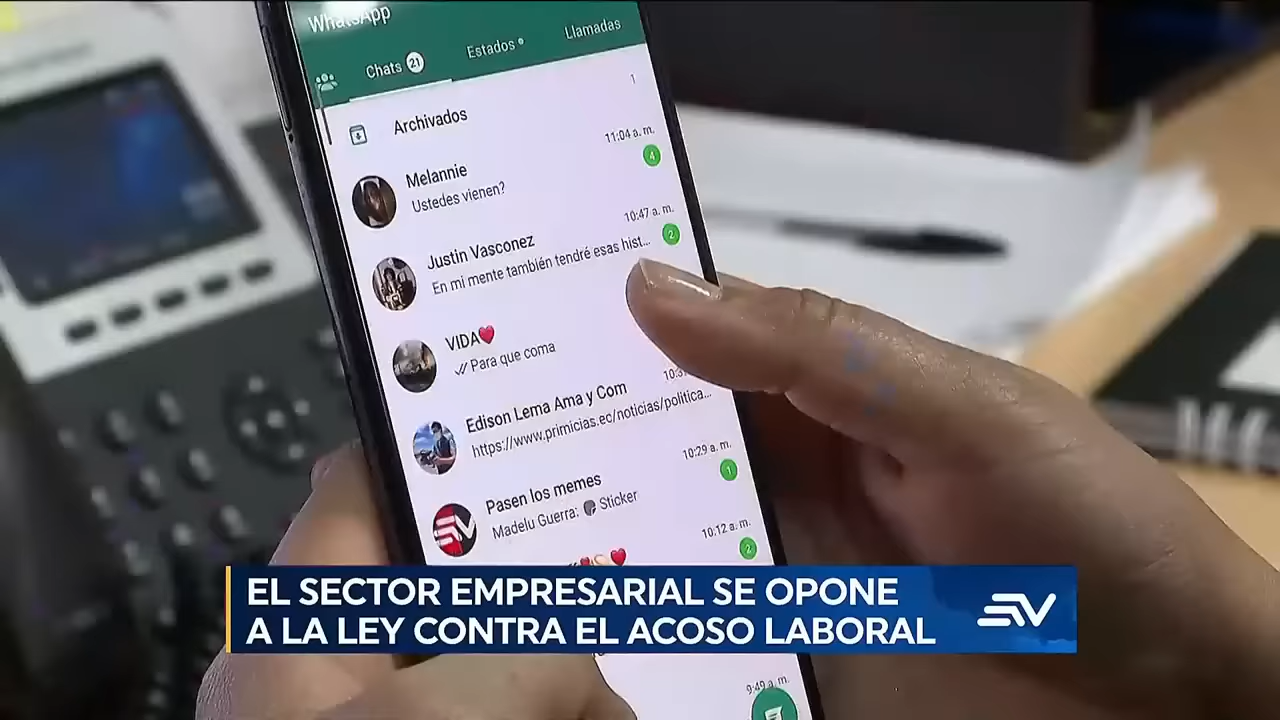 WhatsApp
Chats 21
Estados
Llamadas
Archivados
1
Melannie
11:04 a. m.
Ustedes vienen?
4
Justin Vasconez
10:47 a. m.
En mi mente también tendré esas hist...
2
VIDA❤️
Para que coma
Edison Lema Ama y Com
https://www.primicias.ec/noticias/politica...
Pasen los memes
10:29 a. m.
Madelu Guerra: Sticker
1
10:12 a. m.
2
EL SECTOR EMPRESARIAL SE OPONE
A LA LEY CONTRA EL ACOSO LABORAL
9:49 a. m.